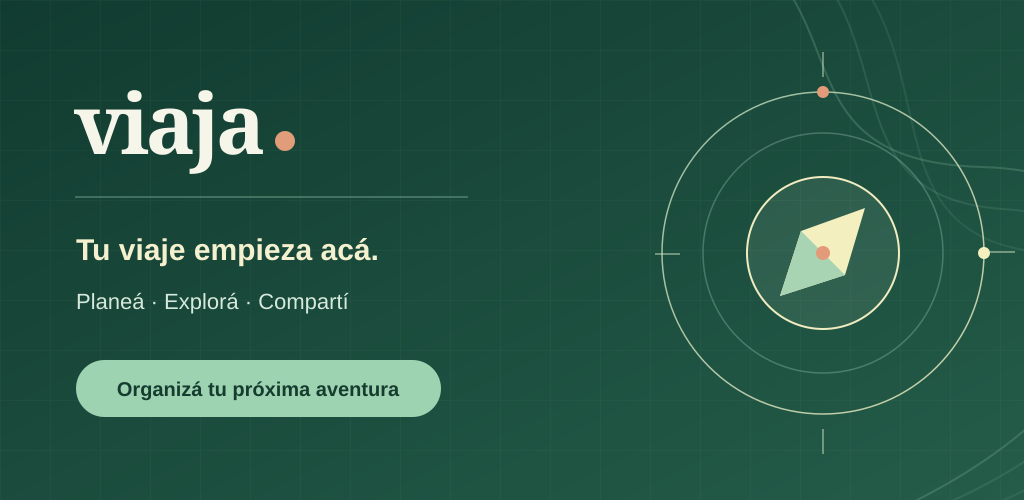 viaja.
Tu viaje empieza acá.
Planeá · Explorá · Compartí
Organizá tu próxima aventura